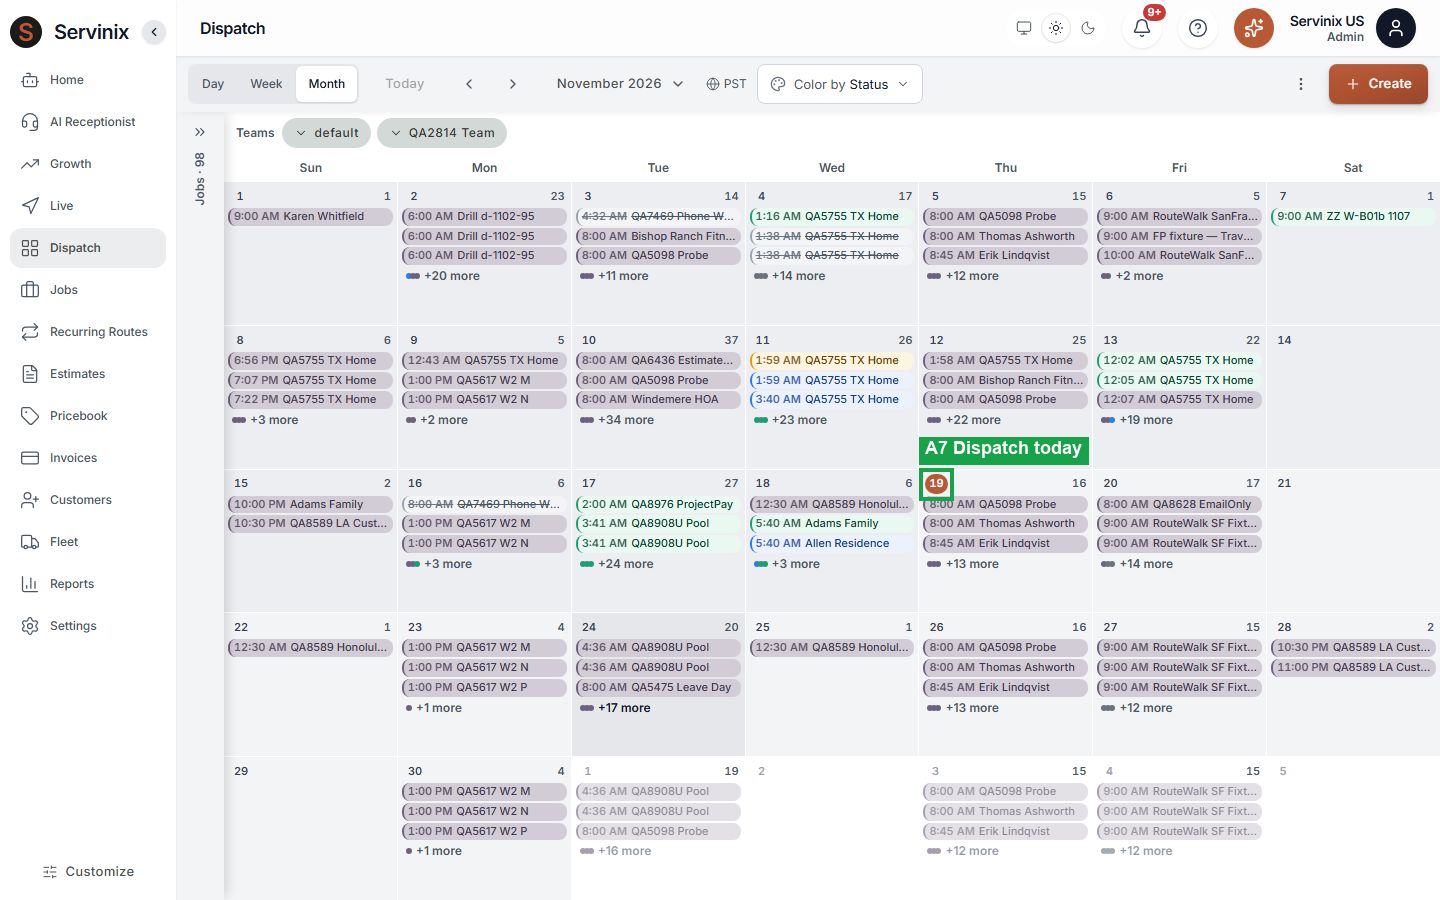 Servinix
Home
AI Receptionist
Growth
Live
Dispatch
Jobs
Recurring Routes
Estimates
Pricebook
Invoices
Customers
Fleet
Reports
Settings
Customize
Dispatch
9+
Servinix US
Admin
Day Week Month Today November 2026 PST Color by Status Create
Jobs · 98
Teams default QA2814 Team
Sun Mon Tue Wed Thu Fri Sat
1 1
9:00 AM Karen Whitfield
2 23
6:00 AM Drill d-1102-95
6:00 AM Drill d-1102-95
6:00 AM Drill d-1102-95
+20 more
3 14
4:32 AM QA7469 Phone W...
8:00 AM Bishop Ranch Fitn...
8:00 AM QA5098 Probe
+11 more
4 17
1:16 AM QA5755 TX Home
1:38 AM QA5755 TX Home
1:38 AM QA5755 TX Home
+14 more
5 15
8:00 AM QA5098 Probe
8:00 AM Thomas Ashworth
8:45 AM Erik Lindqvist
+12 more
6 5
9:00 AM RouteWalk SanFra...
9:00 AM FP fixture — Trav...
10:00 AM RouteWalk SanF...
+2 more
7 1
9:00 AM ZZ W-B01b 1107
8 6
6:56 PM QA5755 TX Home
7:07 PM QA5755 TX Home
7:22 PM QA5755 TX Home
+3 more
9 5
12:43 AM QA5755 TX Home
1:00 PM QA5617 W2 M
1:00 PM QA5617 W2 N
+2 more
10 37
8:00 AM QA6436 Estimate...
8:00 AM QA5098 Probe
8:00 AM Windemere HOA
+34 more
11 26
1:59 AM QA5755 TX Home
1:59 AM QA5755 TX Home
3:40 AM QA5755 TX Home
+23 more
12 25
1:58 AM QA5755 TX Home
8:00 AM Bishop Ranch Fitn...
8:00 AM QA5098 Probe
+22 more
13 22
12:02 AM QA5755 TX Home
12:05 AM QA5755 TX Home
12:07 AM QA5755 TX Home
+19 more
14
A7 Dispatch today
15 2
10:00 PM Adams Family
10:30 PM QA8589 LA Cust...
16 6
8:00 AM QA7469 Phone W...
1:00 PM QA5617 W2 M
1:00 PM QA5617 W2 N
+3 more
17 27
2:00 AM QA8976 ProjectPay
3:41 AM QA8908U Pool
3:41 AM QA8908U Pool
+24 more
18 6
12:30 AM QA8589 Honolul...
5:40 AM Adams Family
5:40 AM Allen Residence
+3 more
19 16
8:00 AM QA5098 Probe
8:00 AM Thomas Ashworth
8:45 AM Erik Lindqvist
+13 more
20 17
8:00 AM QA8628 EmailOnly
9:00 AM RouteWalk SF Fixt...
9:00 AM RouteWalk SF Fixt...
+14 more
21
22 1
12:30 AM QA8589 Honolul...
23 4
1:00 PM QA5617 W2 M
1:00 PM QA5617 W2 N
1:00 PM QA5617 W2 P
+1 more
24 20
4:36 AM QA8908U Pool
4:36 AM QA8908U Pool
8:00 AM QA5475 Leave Day
+17 more
25 1
12:30 AM QA8589 Honolul...
26 16
8:00 AM QA5098 Probe
8:00 AM Thomas Ashworth
8:45 AM Erik Lindqvist
+13 more
27 15
9:00 AM RouteWalk SF Fixt...
9:00 AM RouteWalk SF Fixt...
9:00 AM RouteWalk SF Fixt...
+12 more
28 2
10:30 PM QA8589 LA Cust...
11:00 PM QA8589 LA Cust...
29
30 4
1:00 PM QA5617 W2 M
1:00 PM QA5617 W2 N
1:00 PM QA5617 W2 P
+1 more
1 19
4:36 AM QA8908U Pool
4:36 AM QA8908U Pool
8:00 AM QA5098 Probe
+16 more
2
3 15
8:00 AM QA5098 Probe
8:00 AM Thomas Ashworth
8:45 AM Erik Lindqvist
+12 more
4 15
9:00 AM RouteWalk SF Fixt...
9:00 AM RouteWalk SF Fixt...
9:00 AM RouteWalk SF Fixt...
+12 more
5